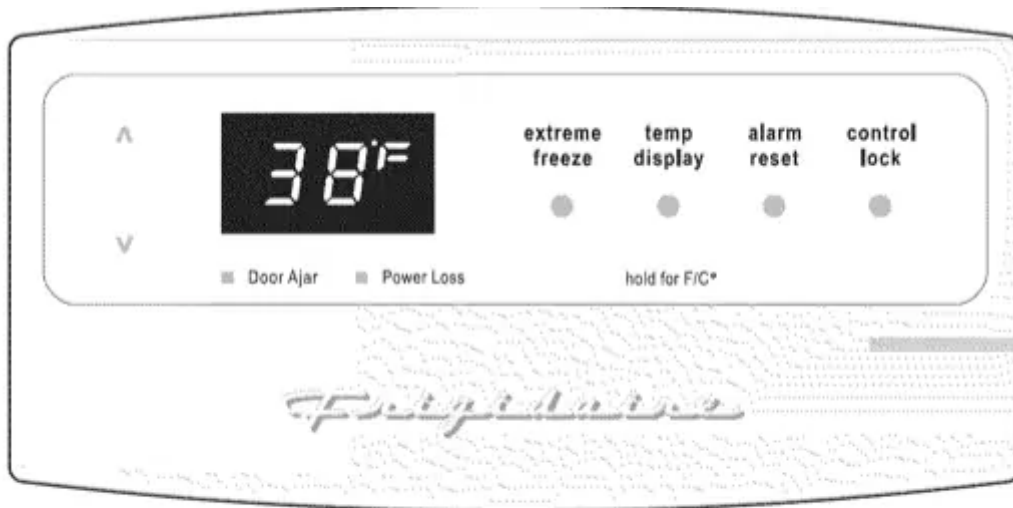 extreme freeze
temp display
alarm reset
control lock
38°F
Door Ajar
Power Loss
hold for F/C°
Frigidaire